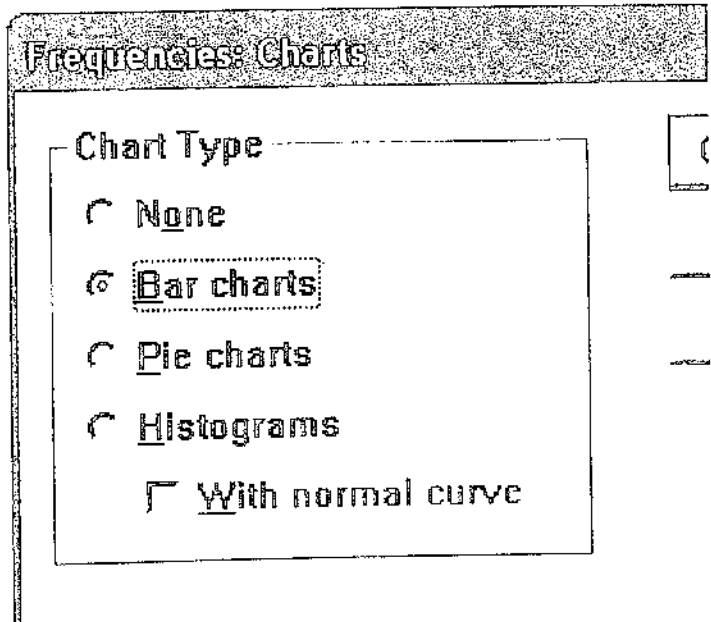 Frequencies: Charts
Chart Type
None
Bar charts
Pie charts
Histograms
With normal curve